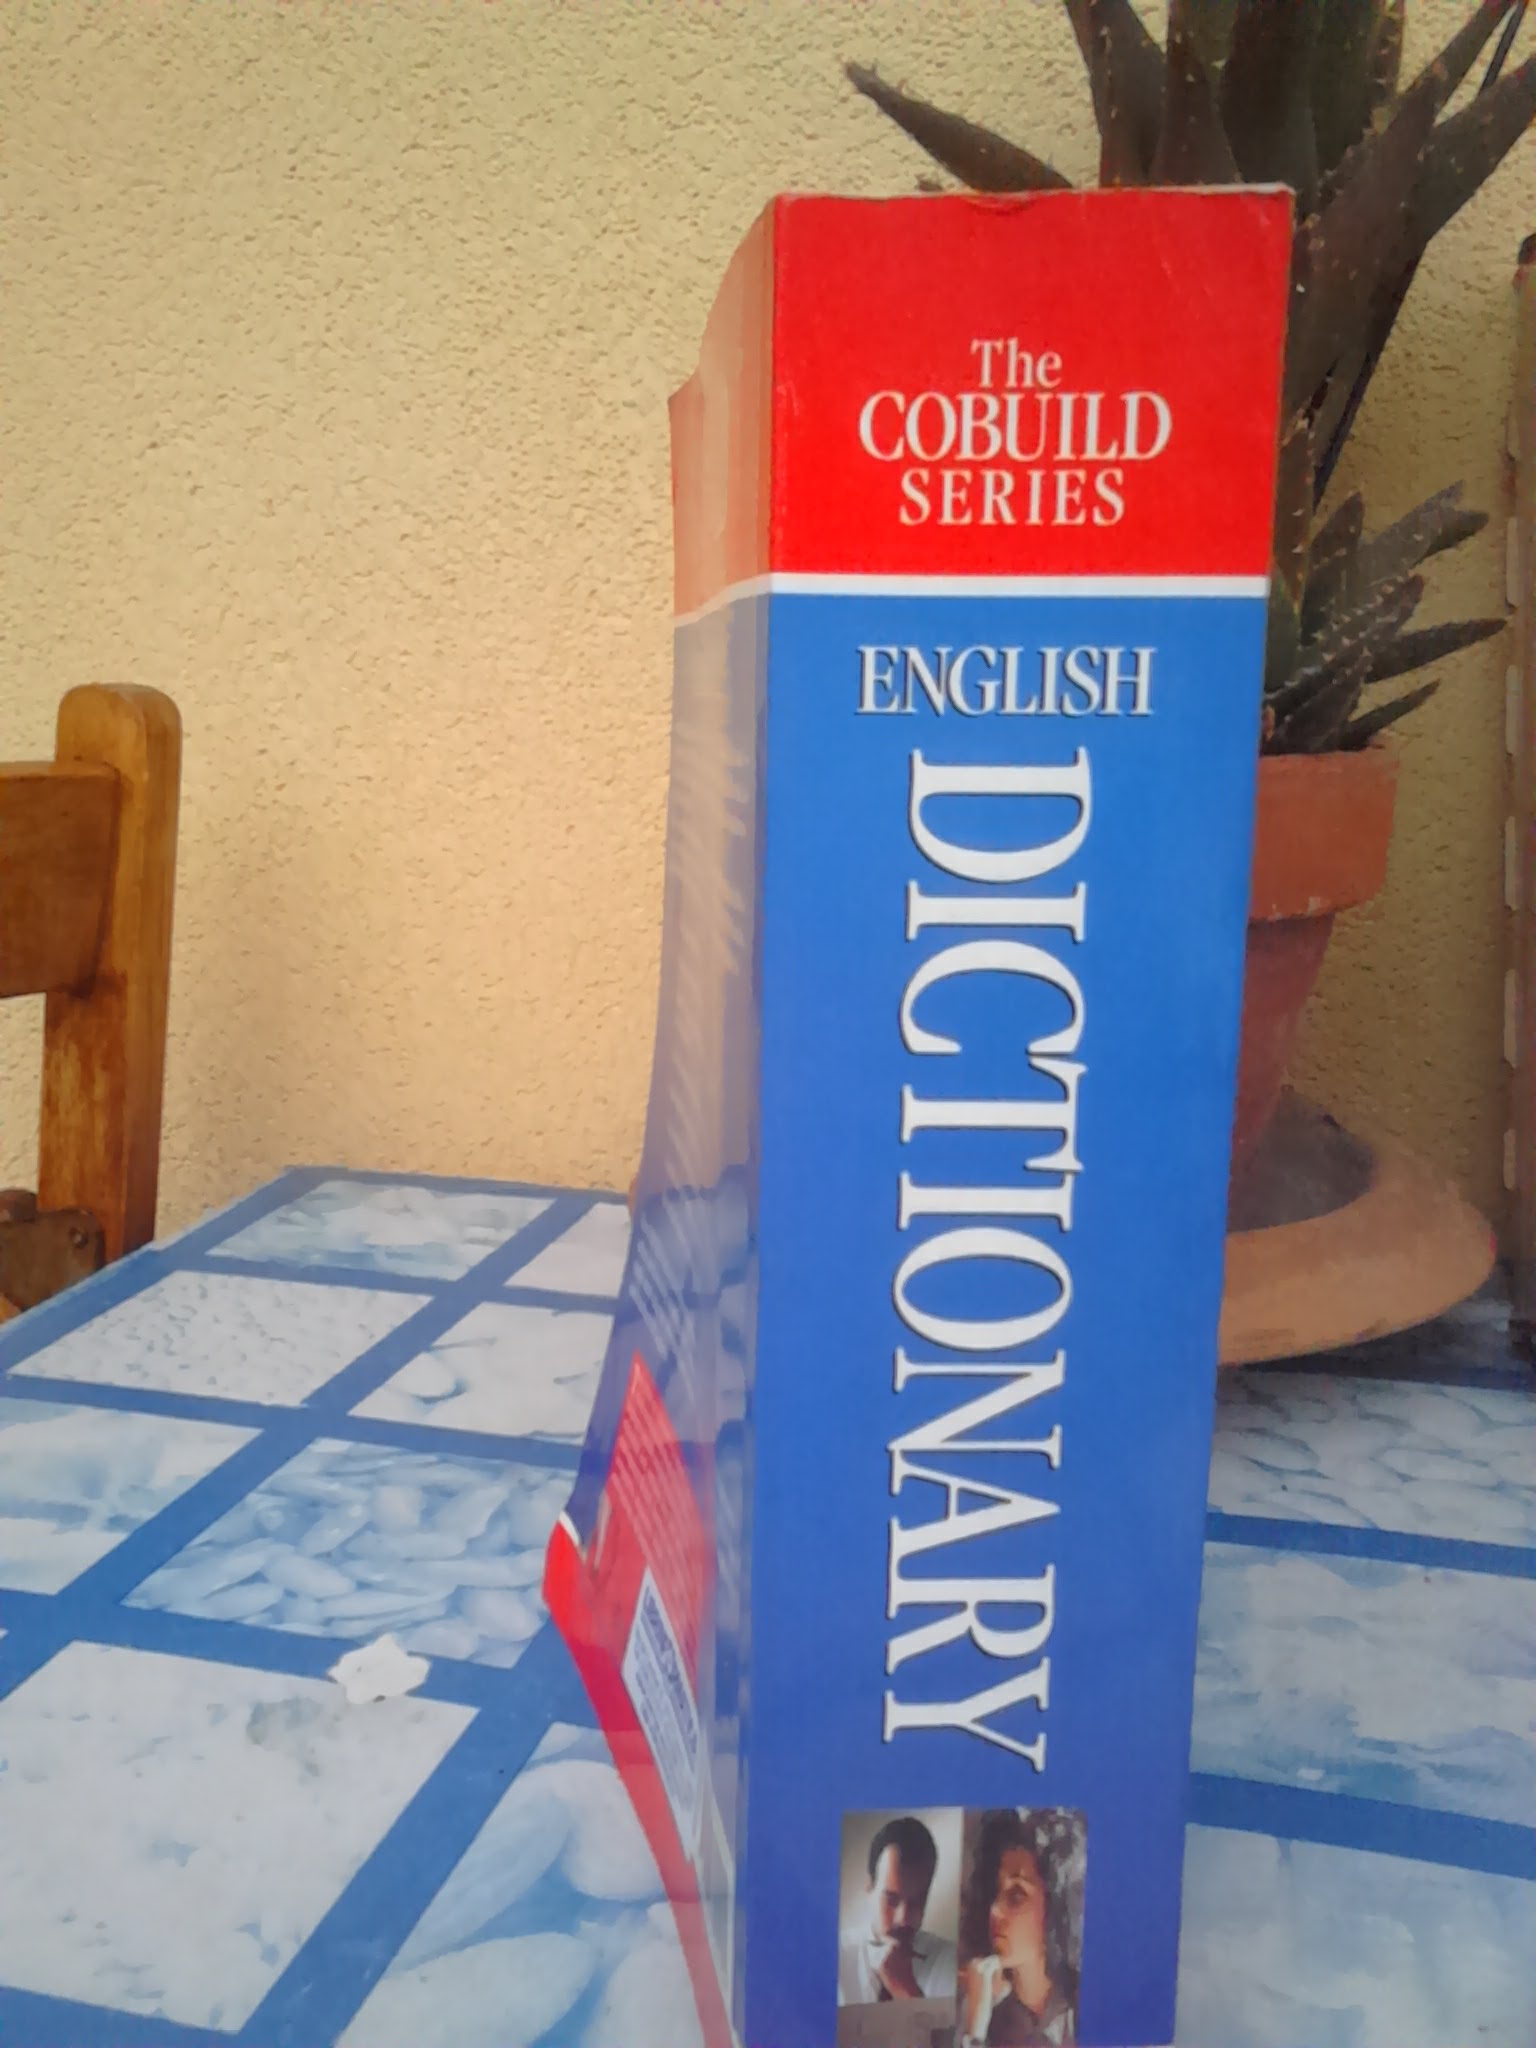 The
COBUILD
SERIES
ENGLISH
DICTIONARY